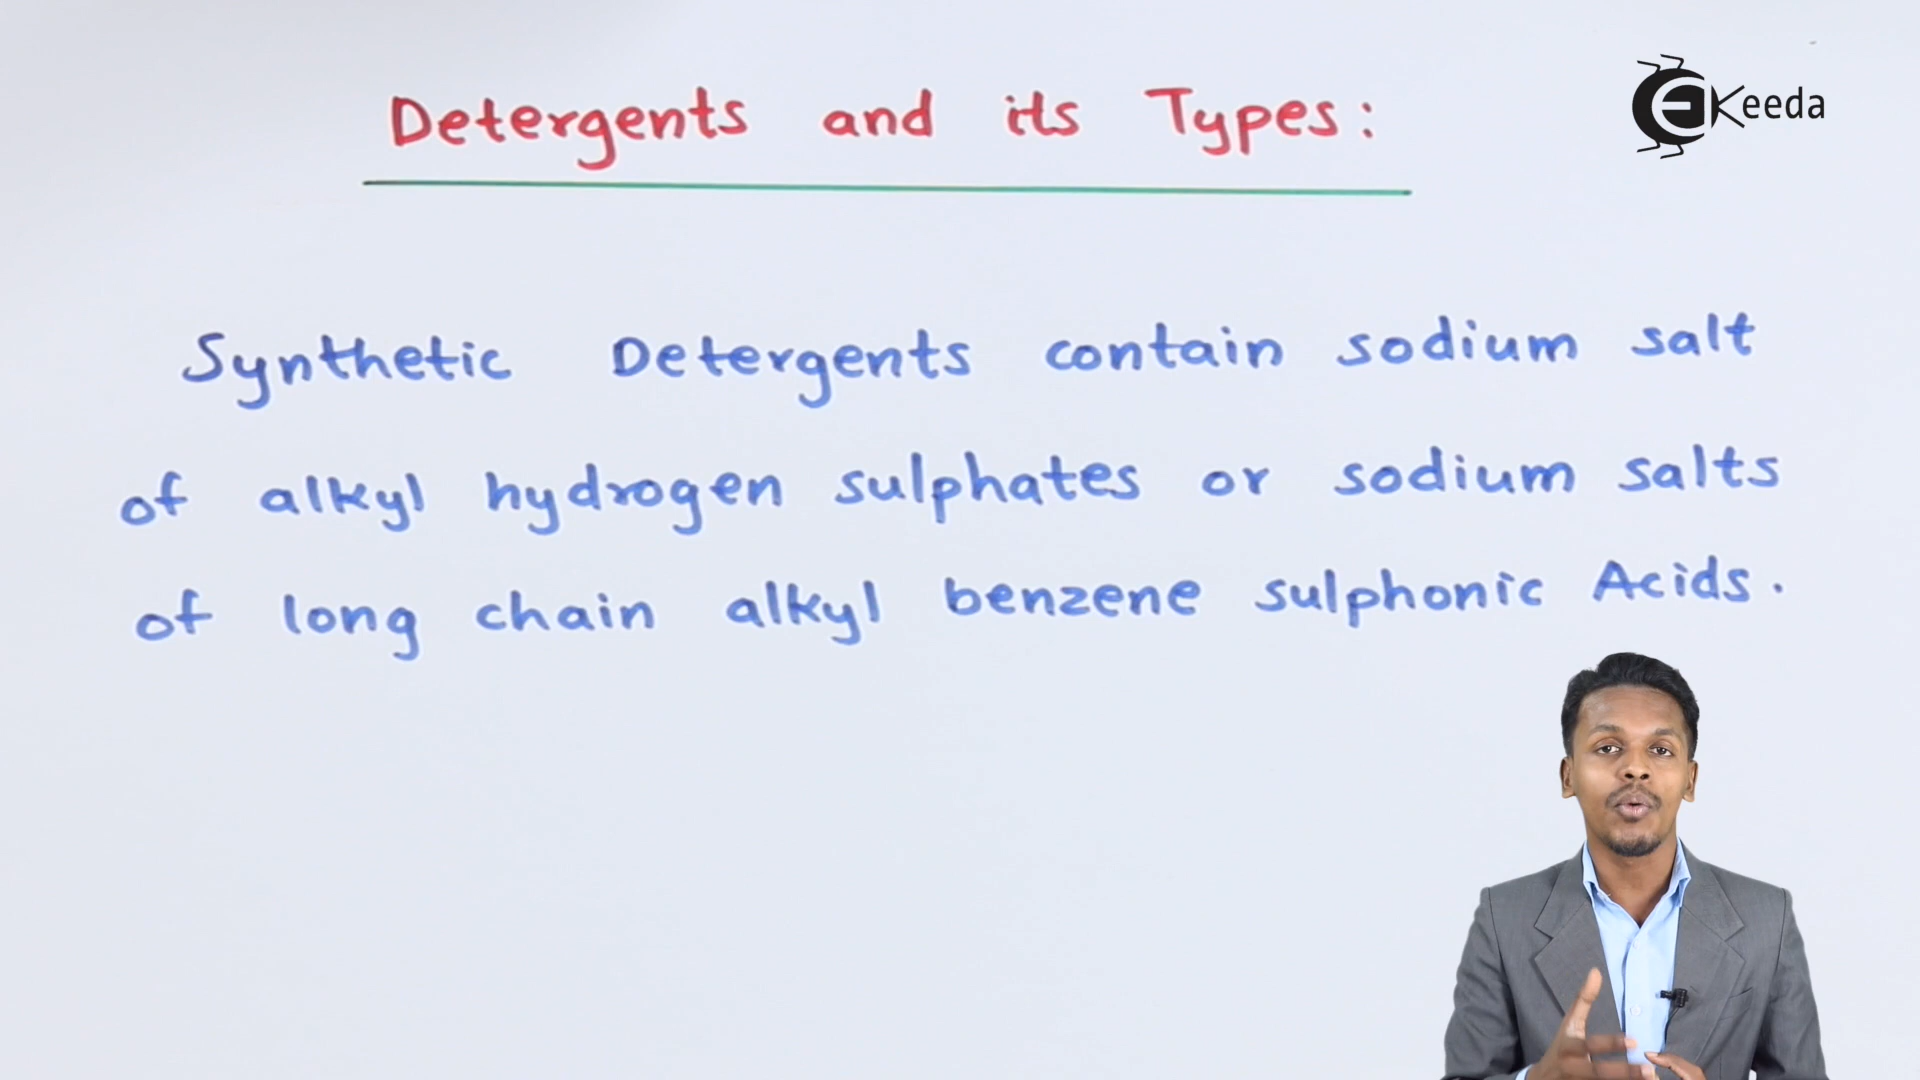 Detergents and its Types:
EKeeda
Synthetic Detergents contain sodium salt
of alkyl hydrogen sulphates or sodium salts
of long chain alkyl benzene sulphonic Acids.